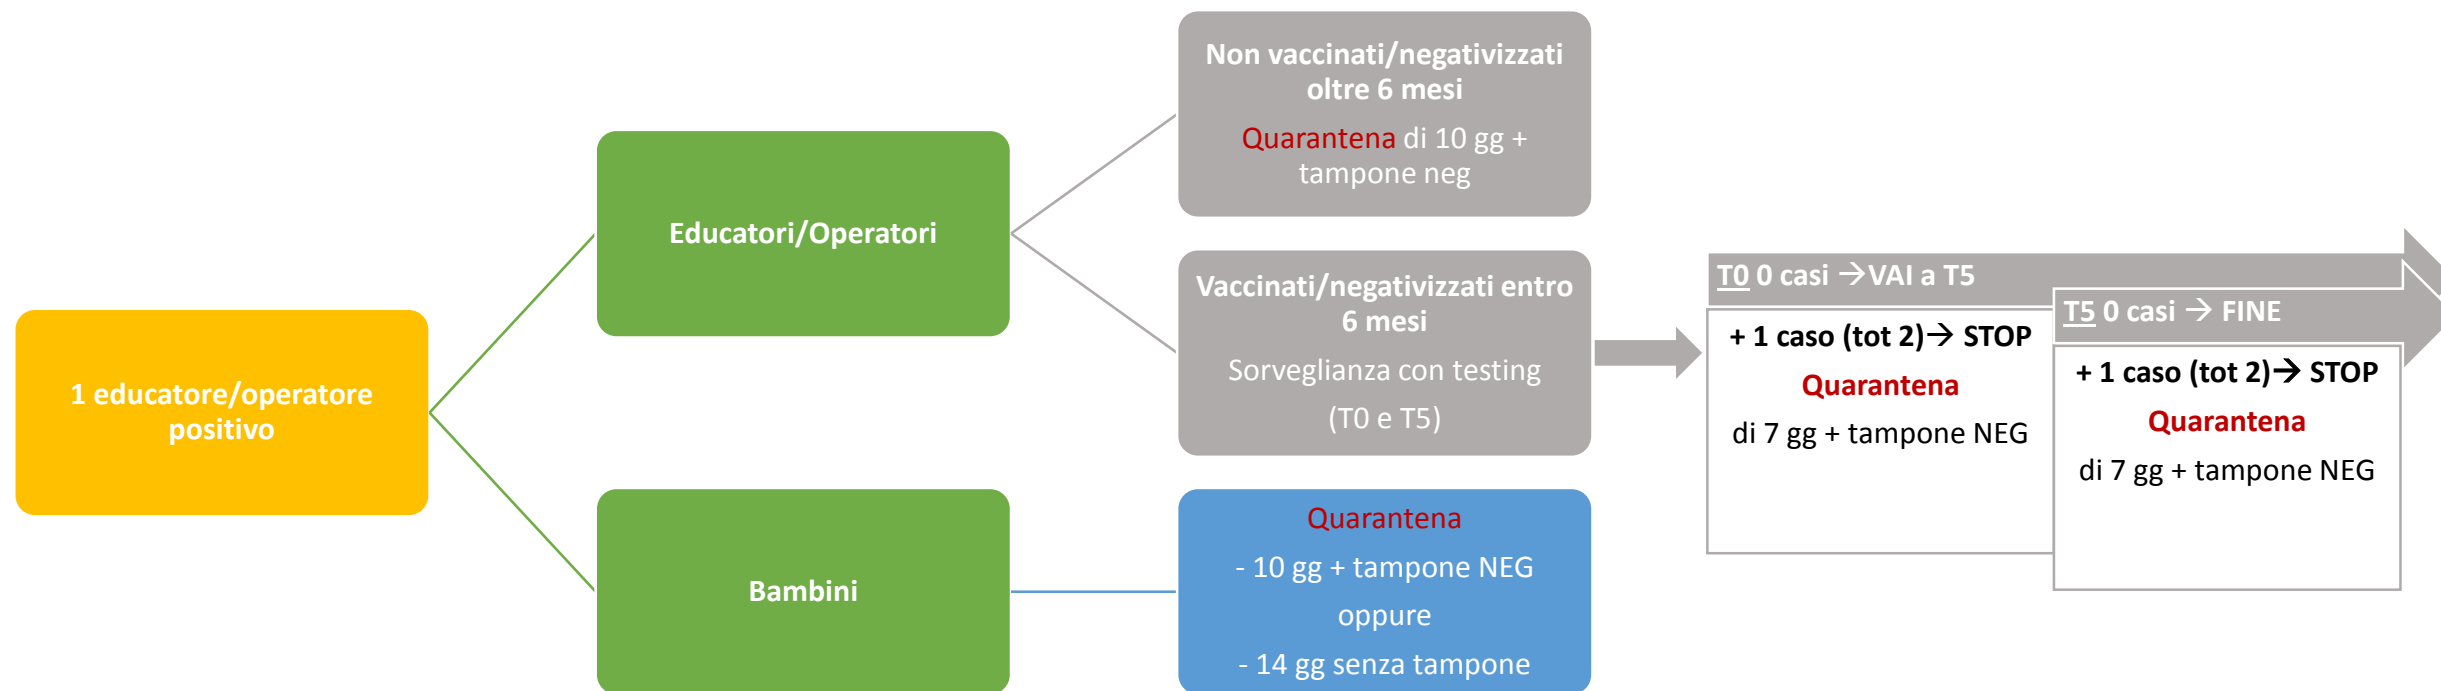 1 educatore/operatore
positivo
Educatori/Operatori
Bambini
Non vaccinati/negativizzati
oltre 6 mesi
Quarantena di 10 gg +
tampone neg
Vaccinati/negativizzati entro
6 mesi
Sorveglianza con testing
(T0 e T5)
Quarantena
- 10 gg + tampone NEG
oppure
- 14 gg senza tampone
T0 0 casi →VAI a T5
+ 1 caso (tot 2)→ STOP
Quarantena
di 7 gg + tampone NEG
T5 0 casi → FINE
+ 1 caso (tot 2)→ STOP
Quarantena
di 7 gg + tampone NEG